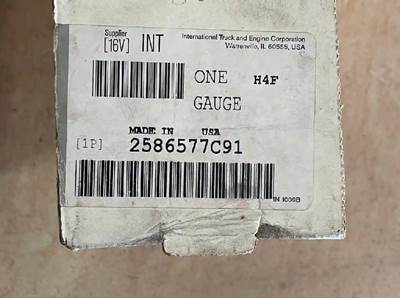 Supplier
[16V] INT
International Truck and Engine Corporation
Warrenville, IL 60555, USA
ONE H4F
GAUGE
MADE IN USA
[1P] 2586577C91
IN 1009B